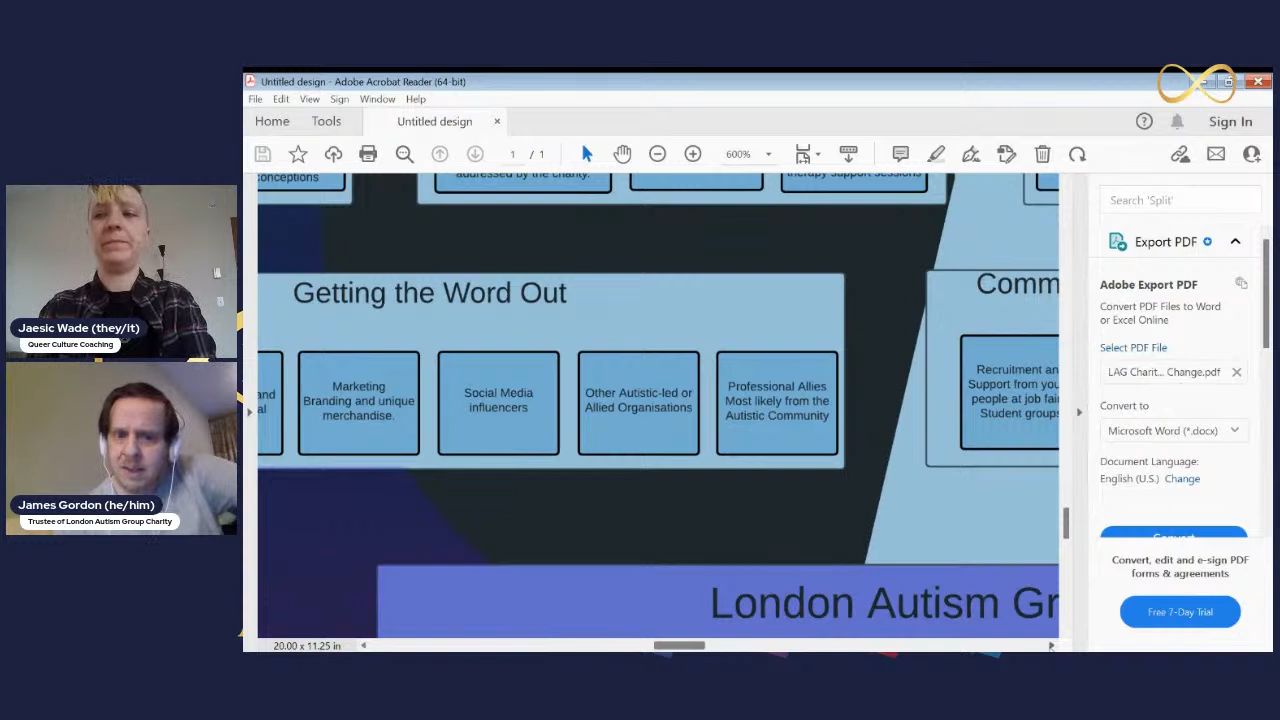 Untitled design - Adobe Acrobat Reader (64-bit)
File Edit View Sign Window Help
Home Tools Untitled design × Sign In
1 / 1 600%
conceptions
addressed by the charity.
therapy support sessions
Getting the Word Out
and
al
Marketing
Branding and unique
merchandise.
Social Media
influencers
Other Autistic-led or
Allied Organisations
Professional Allies
Most likely from the
Autistic Community
Comm
Recruitment an
Support from you
people at job fai
Student groups
London Autism Gr
20.00 x 11.25 in
Search 'Split'
Export PDF
Adobe Export PDF
Convert PDF Files to Word
or Excel Online
Select PDF File
LAG Charit... Change.pdf
Convert to
Microsoft Word (*.docx)
Document Language:
English (U.S.) Change
Convert
Convert, edit and e-sign PDF
forms & agreements
Free 7-Day Trial
Jaesic Wade (they/it)
Queer Culture Coaching
James Gordon (he/him)
Trustee of London Autism Group Charity